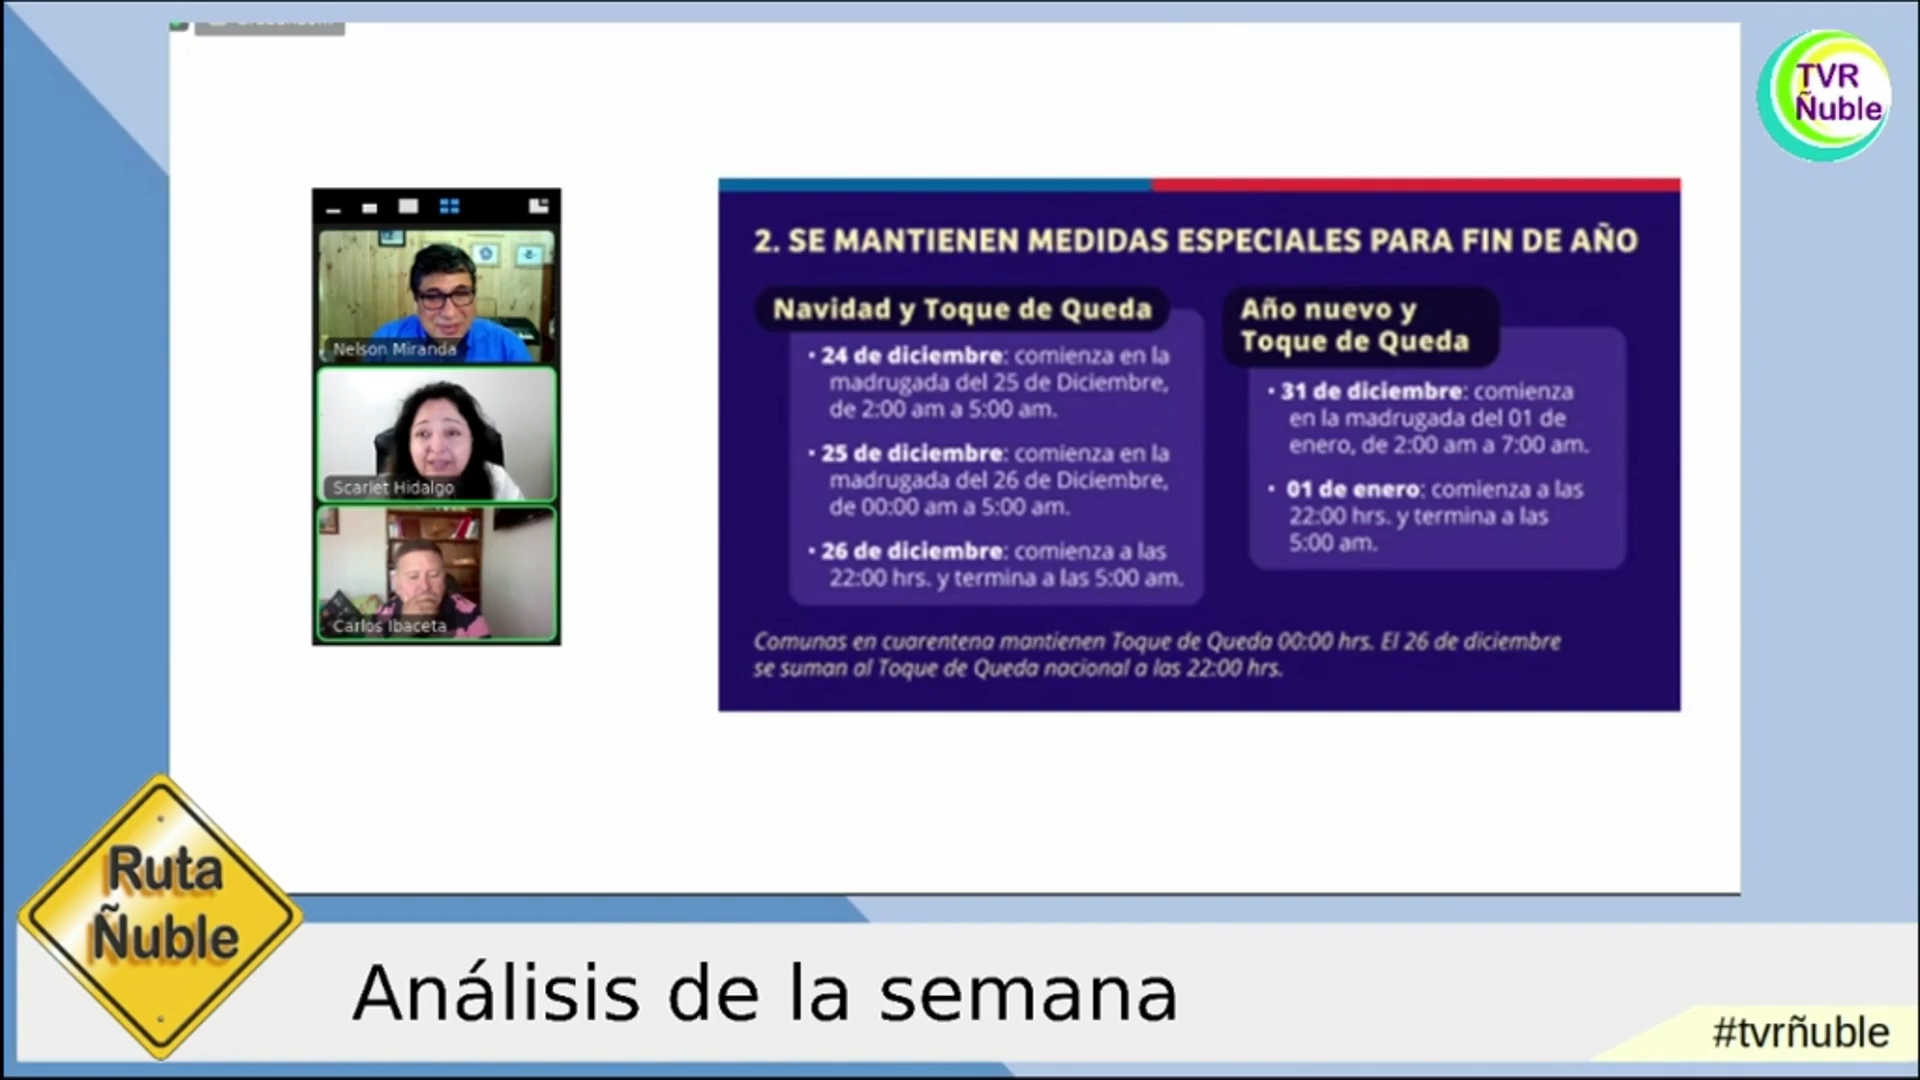 TVR
Ñuble
2. SE MANTIENEN MEDIDAS ESPECIALES PARA FIN DE AÑO
Navidad y Toque de Queda
• 24 de diciembre: comienza en la
madrugada del 25 de Diciembre,
de 2:00 am a 5:00 am.
• 25 de diciembre: comienza en la
madrugada del 26 de Diciembre,
de 00:00 am a 5:00 am.
• 26 de diciembre: comienza a las
22:00 hrs. y termina a las 5:00 am.
Año nuevo y
Toque de Queda
• 31 de diciembre: comienza
en la madrugada del 01 de
enero, de 2:00 am a 7:00 am.
• 01 de enero: comienza a las
22:00 hrs. y termina a las
5:00 am.
Comunas en cuarentena mantienen Toque de Queda 00:00 hrs. El 26 de diciembre
se suman al Toque de Queda nacional a las 22:00 hrs.
Nelson Miranda
Scarlet Hidalgo
Carlos Ibaceta
Ruta
Ñuble
Análisis de la semana
#tvrñuble